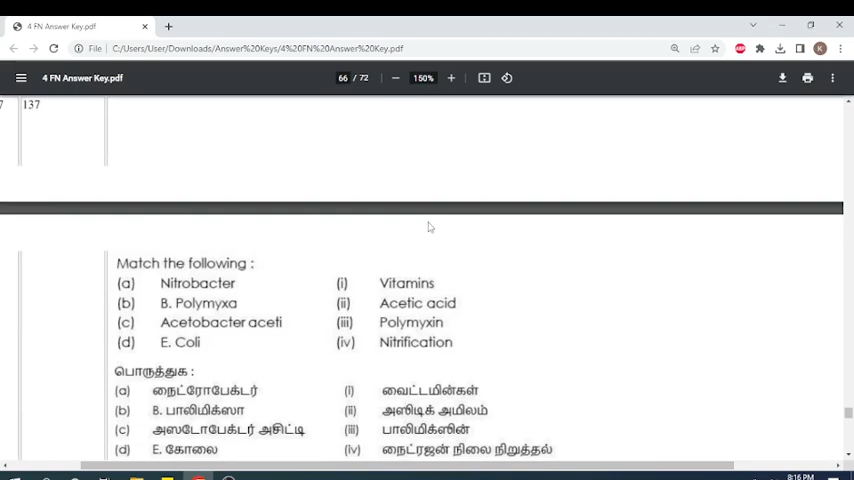 4 FN Answer Key.pdf
File C:/Users/User/Downloads/Answer%20Keys/4%20FN%20Answer%20Key.pdf
4 FN Answer Key.pdf 66 / 72 150%
137
Match the following :
(a) Nitrobacter (i) Vitamins
(b) B. Polymyxa (ii) Acetic acid
(c) Acetobacter aceti (iii) Polymyxin
(d) E. Coli (iv) Nitrification
பொருத்துக :
(a) நைட்ரோபேக்டர் (i) வைட்டமின்கள்
(b) B. பாலிமிக்ஸா (ii) அஸிடிக் அமிலம்
(c) அஸடோபேக்டர் அசிட்டி (iii) பாலிமிக்ஸின்
(d) E. கோலை (iv) நைட்ரஜன் நிலை நிறுத்தல்
8:16 PM